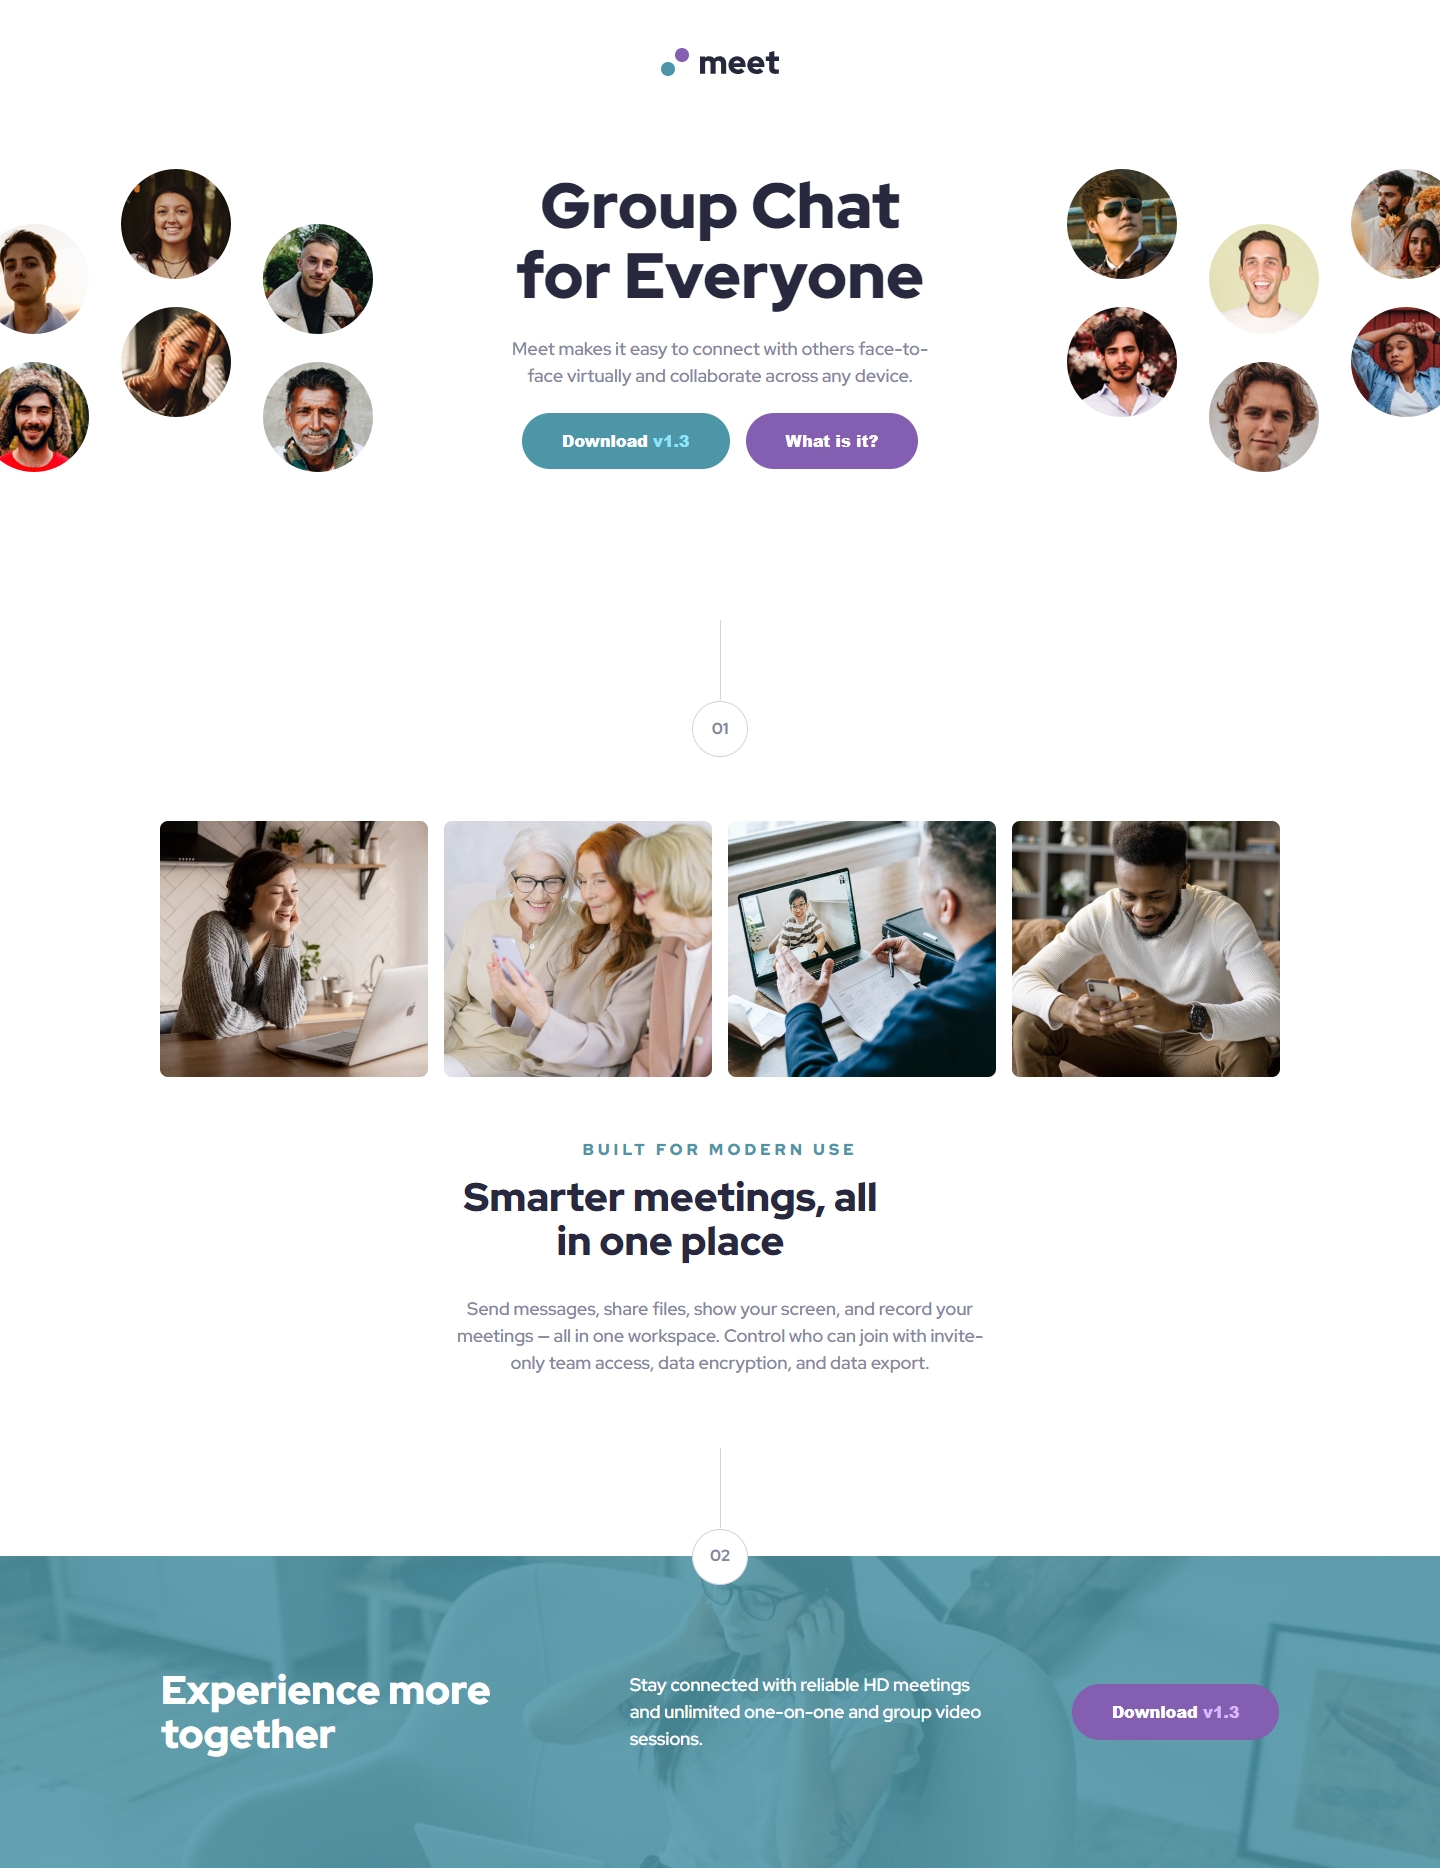 meet
Group Chat
for Everyone
Meet makes it easy to connect with others face-to-
face virtually and collaborate across any device.
Download v1.3
What is it?
01
BUILT FOR MODERN USE
Smarter meetings, all
in one place
Send messages, share files, show your screen, and record your
meetings — all in one workspace. Control who can join with invite-
only team access, data encryption, and data export.
02
Experience more
together
Stay connected with reliable HD meetings
and unlimited one-on-one and group video
sessions.
Download v1.3